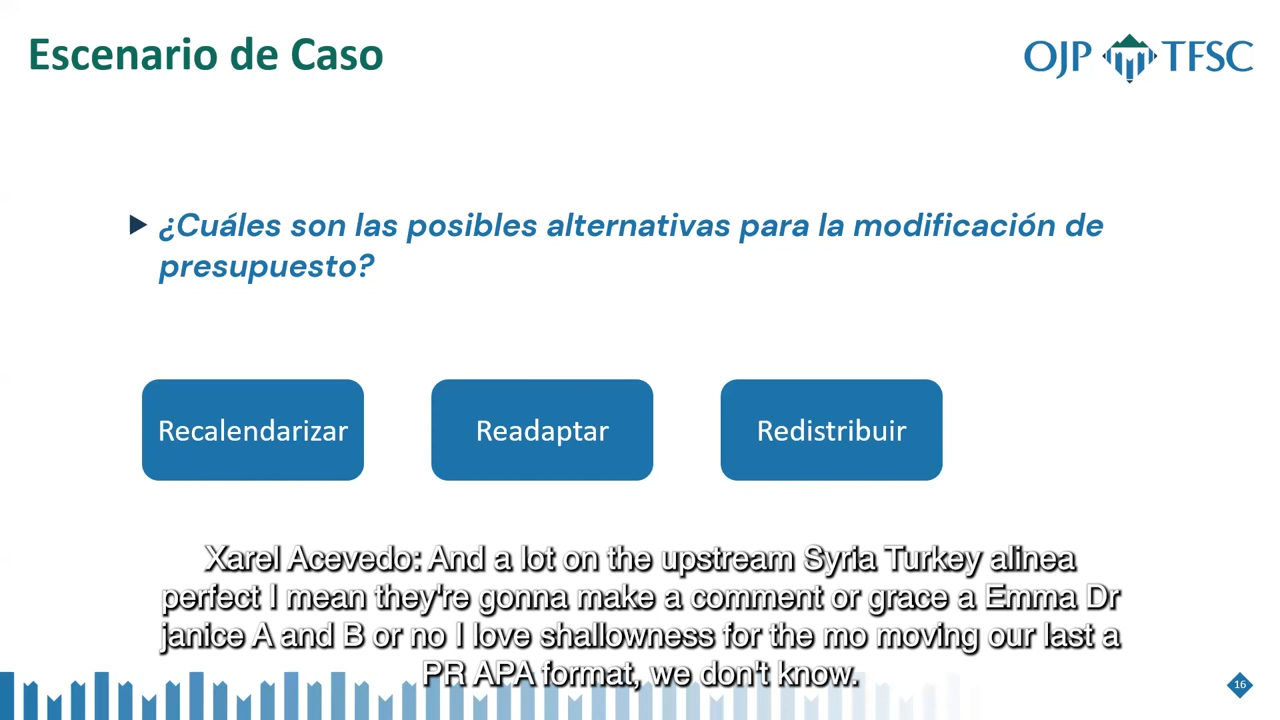 Escenario de Caso
OJP TFSC
¿Cuáles son las posibles alternativas para la modificación de
presupuesto?
Recalendarizar
Readaptar
Redistribuir
Xarel Acevedo: And a lot on the upstream Syria Turkey alinea
perfect I mean they're gonna make a comment or grace a Emma Dr
janice A and B or no I love shallowness for the mo moving our last a
PR APA format, we don't know.
16